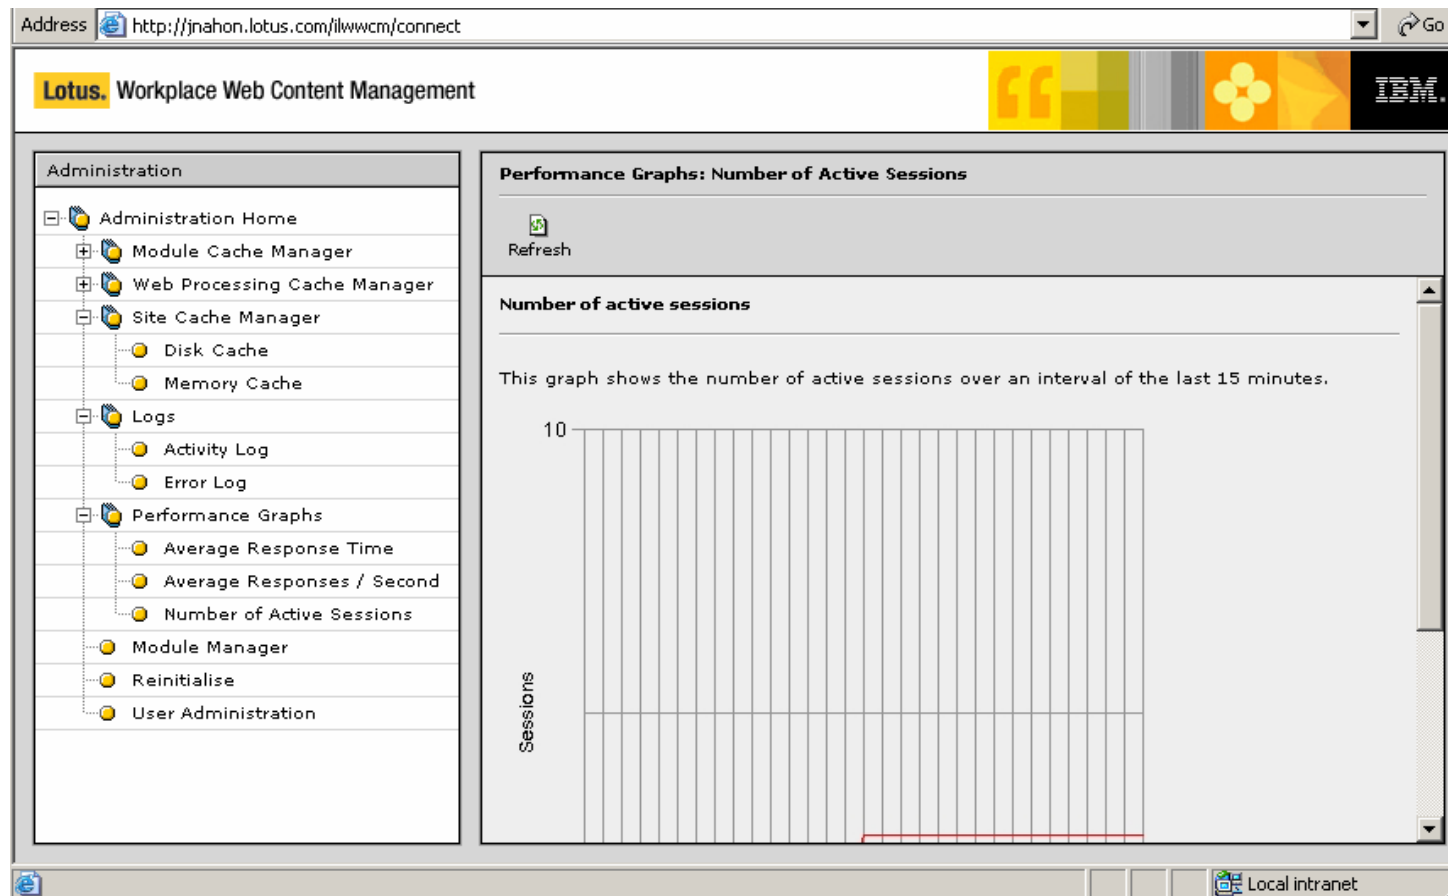 Address http://jnahon.lotus.com/ilwwcm/connect Go
Lotus. Workplace Web Content Management
IBM.
Administration
Administration Home
Module Cache Manager
Web Processing Cache Manager
Site Cache Manager
Disk Cache
Memory Cache
Logs
Activity Log
Error Log
Performance Graphs
Average Response Time
Average Responses / Second
Number of Active Sessions
Module Manager
Reinitialise
User Administration
Performance Graphs: Number of Active Sessions
Refresh
Number of active sessions
This graph shows the number of active sessions over an interval of the last 15 minutes.
10
Sessions
Local intranet